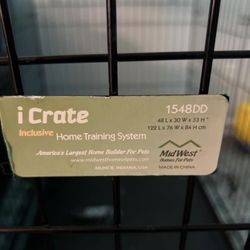 i Crate
1548DD
48 L x 30 W x 33 H "
122 L x 76 W x 84 H cm
Inclusive Home Training System
America's Largest Home Builder For Pets
www.midwesthomes4pets.com
MUNCIE, INDIANA, USA
MidWest
Homes For Pets
MADE IN CHINA